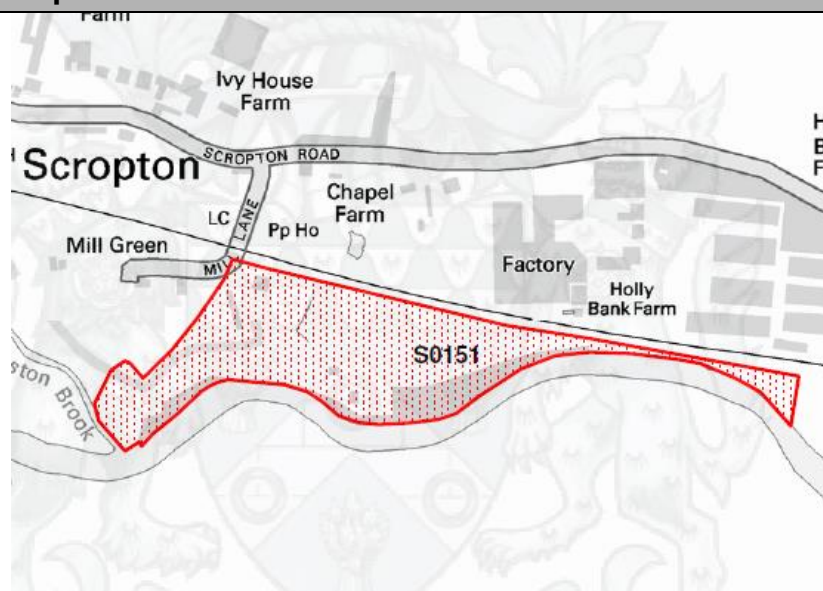 Farm
Ivy House
Farm
Scropton
SCROPTON ROAD
Chapel
Farm
LC
LANE
Pp Ho
Mill Green
MILL
Factory
Holly
Bank Farm
S0151
ston Brook
H